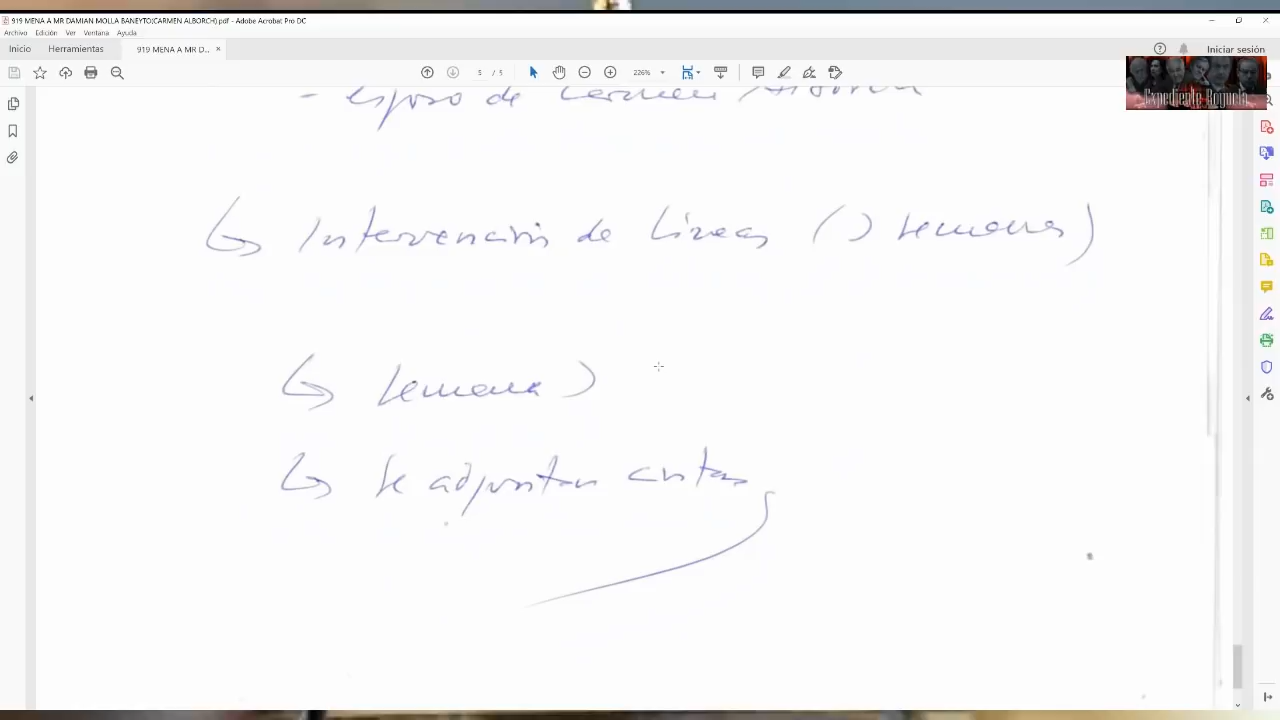 919 MENA A MR DAMIAN MOLLA BANEYTO(CARMEN ALBORCH).pdf - Adobe Acrobat Pro DC
Archivo Edición Ver Ventana Ayuda
Inicio Herramientas 919 MENA A MR D... × Iniciar sesión
5 / 5 226%
Expediente Royuela
- esposo de Carmen Alborch
↳ Intervención de Líneas (3 semanas)
↳ semana 3
↳ se adjuntan cintas